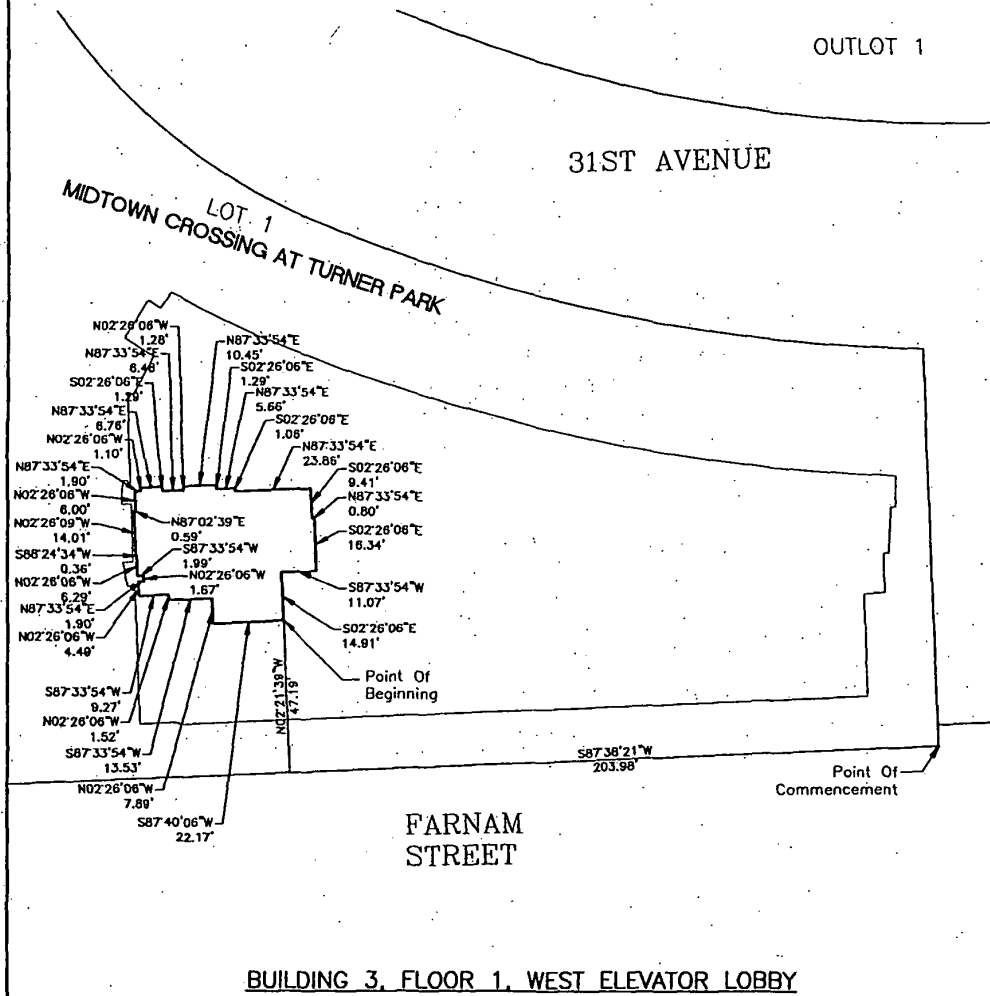 OUTLOT 1
31ST AVENUE
LOT 1
MIDTOWN CROSSING AT TURNER PARK
N02°26'06"W
1.28'
N87°33'54"E
6.46'
S02°26'06"E
1.29'
N87°33'54"E
6.76'
N02°26'06"W
1.10'
N87°33'54"E
1.90'
N02°26'06"W
6.00'
N02°26'09"W
14.01'
S88°24'34"W
0.36'
N02°26'06"W
6.29'
N87°33'54"E
1.90'
N02°26'06"W
4.49'
N87°33'54"E
10.45'
S02°26'06"E
1.29'
N87°33'54"E
5.66'
S02°26'06"E
1.06'
N87°33'54"E
23.86'
S02°26'06"E
9.41'
N87°33'54"E
0.80'
S02°26'06"E
16.34'
S87°33'54"W
11.07'
S02°26'06"E
14.91'
N87°02'39"E
0.59'
S87°33'54"W
1.99'
N02°26'06"W
1.67'
Point Of
Beginning
N02°21'39"W
47.19'
S87°33'54"W
9.27'
N02°26'06"W
1.52'
S87°33'54"W
13.53'
N02°26'06"W
7.89'
S87°40'06"W
22.17'
S87°38'21"W
203.98'
Point Of
Commencement
FARNAM
STREET
BUILDING 3, FLOOR 1, WEST ELEVATOR LOBBY